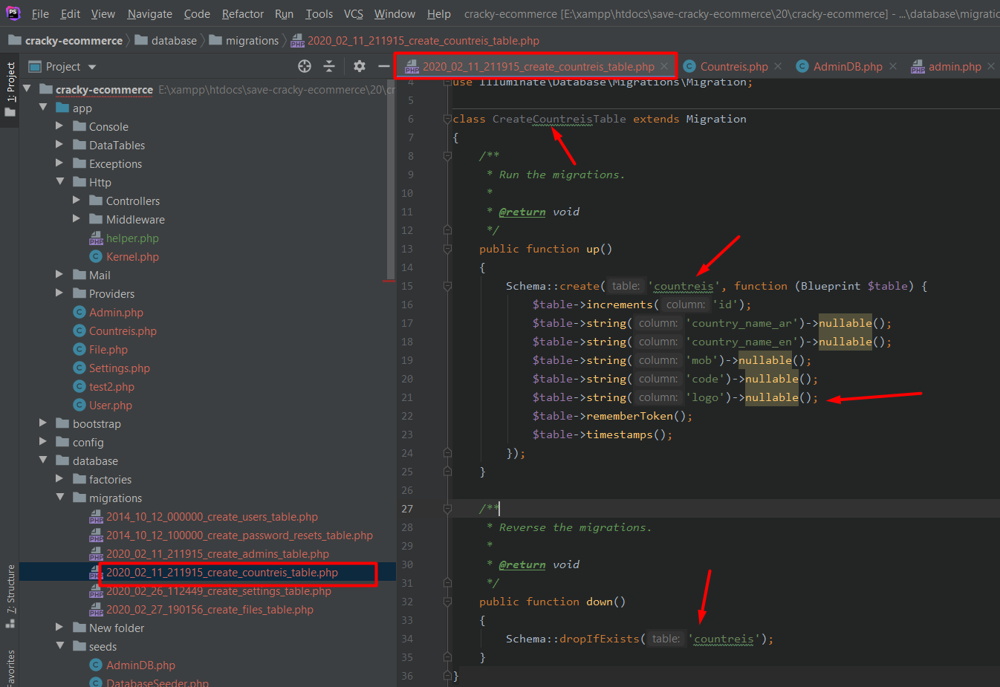 PS File Edit View Navigate Code Refactor Run Tools VCS Window Help cracky-ecommerce [E:\xampp\htdocs\save-cracky-ecommerce\20\cracky-ecommerce] - ...\database\migratio
cracky-ecommerce database migrations 2020_02_11_211915_create_countreis_table.php
Project
2020_02_11_211915_create_countreis_table.php Countreis.php AdminDB.php admin.php
1: Project
Z: Structure
Favorites
cracky-ecommerce E:\xampp\htdocs\save-cracky-ecommerce\20\cr
app
Console
DataTables
Exceptions
Http
Controllers
Middleware
helper.php
Kernel.php
Mail
Providers
Admin.php
Countreis.php
File.php
Settings.php
test2.php
User.php
bootstrap
config
database
factories
migrations
2014_10_12_000000_create_users_table.php
2014_10_12_100000_create_password_resets_table.php
2020_02_11_211915_create_admins_table.php
2020_02_11_211915_create_countreis_table.php
2020_02_26_112449_create_settings_table.php
2020_02_27_190156_create_files_table.php
New folder
seeds
AdminDB.php
DatabaseSeeder.php
4 use Illuminate\Database\Migrations\Migration;
5
6 class CreateCountreisTable extends Migration
7 {
8 /**
9 * Run the migrations.
10 *
11 * @return void
12 */
13 public function up()
14 {
15 Schema::create( table: 'countreis', function (Blueprint $table) {
16 $table->increments( column: 'id');
17 $table->string( column: 'country_name_ar')->nullable();
18 $table->string( column: 'country_name_en')->nullable();
19 $table->string( column: 'mob')->nullable();
20 $table->string( column: 'code')->nullable();
21 $table->string( column: 'logo')->nullable();
22 $table->rememberToken();
23 $table->timestamps();
24 });
25 }
26
27 /**
28 * Reverse the migrations.
29 *
30 * @return void
31 */
32 public function down()
33 {
34 Schema::dropIfExists( table: 'countreis');
35 }
36 }